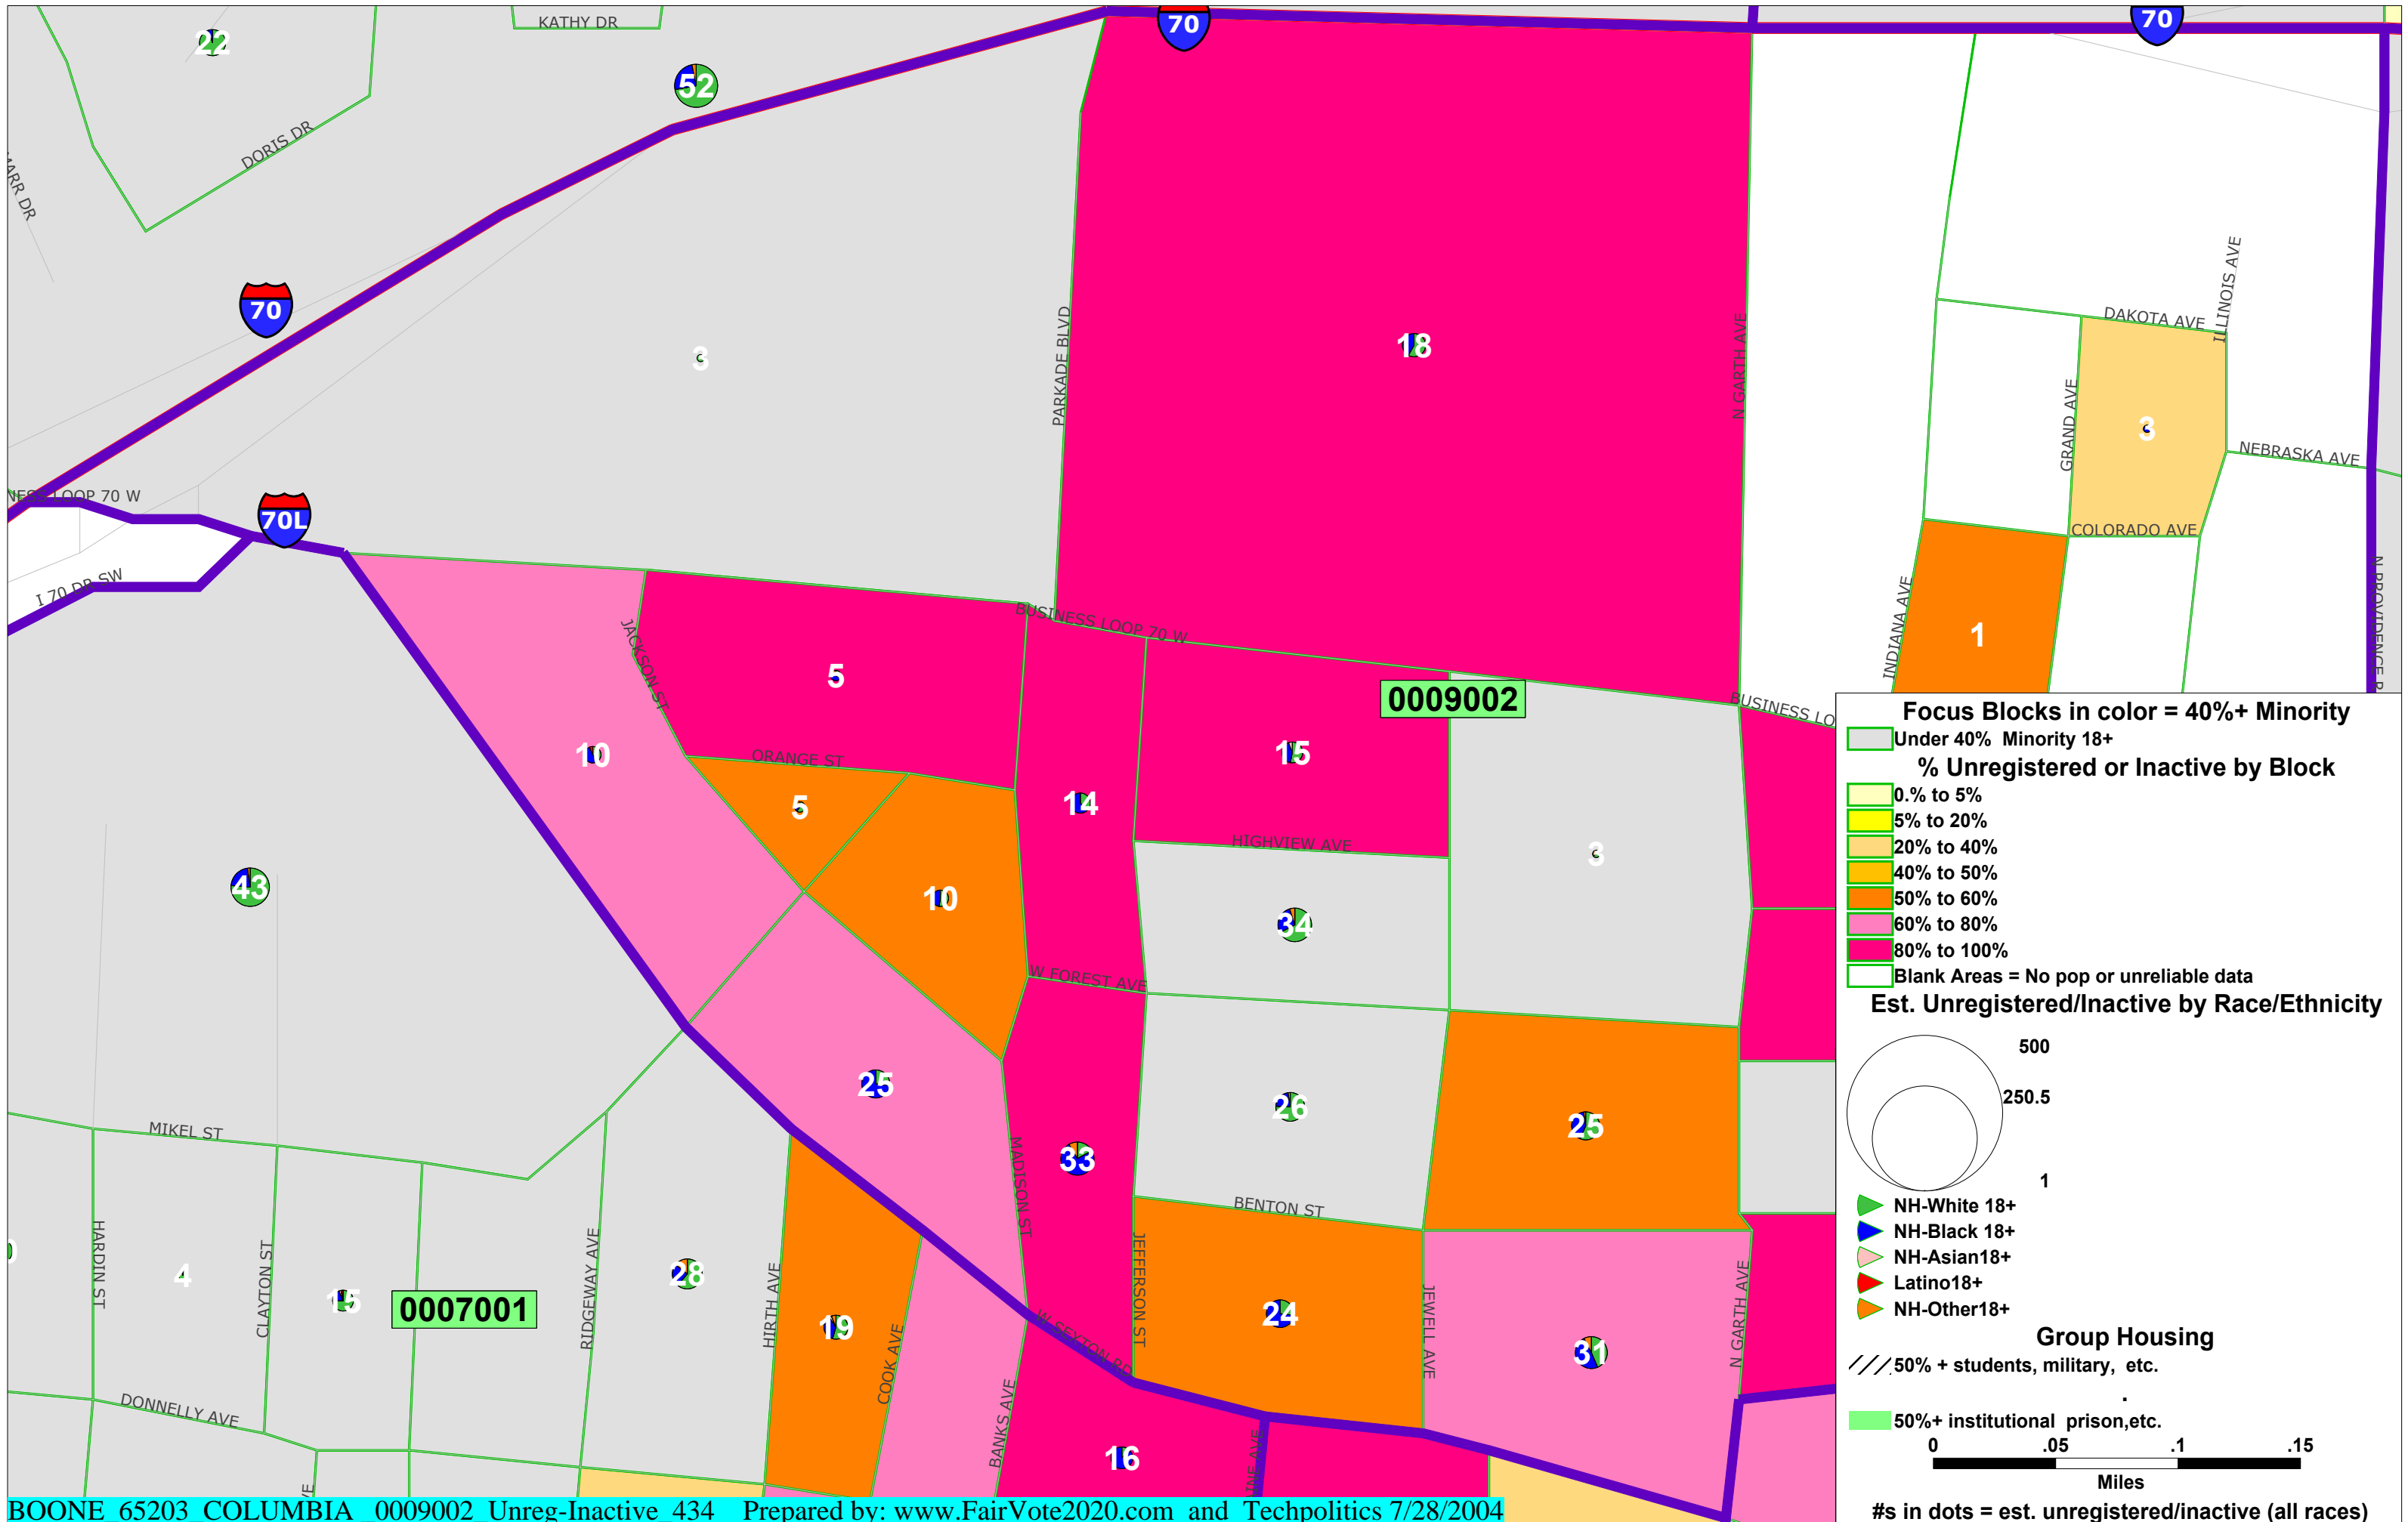 KATHY DR
70
70
22
52
DORIS DR
MARR DR
70
3
PARKADE BLVD
18
N GARTH AVE
ILLINOIS AVE
DAKOTA AVE
GRAND AVE
3
NEBRASKA AVE
NESS LOOP 70 W
70L
COLORADO AVE
I 70 DR SW
N PROVIDENCE R
INDIANA AVE
1
BUSINESS LOOP 70 W
JACKSON ST
5
0009002
BUSINESS LO
10
ORANGE ST
15
5
14
HIGHVIEW AVE
3
43
10
34
W FOREST AVE
25
26
25
MIKEL ST
33
MADISON ST
BENTON ST
HARDIN ST
4
CLAYTON ST
15
0007001
RIDGEWAY AVE
28
HIRTH AVE
19
COOK AVE
JEFFERSON ST
24
JEWELL AVE
31
N GARTH AVE
W SEXTON RD
DONNELLY AVE
BANKS AVE
16
INE AVE
VE
Focus Blocks in color = 40%+ Minority
Under 40% Minority 18+
% Unregistered or Inactive by Block
0.% to 5%
5% to 20%
20% to 40%
40% to 50%
50% to 60%
60% to 80%
80% to 100%
Blank Areas = No pop or unreliable data
Est. Unregistered/Inactive by Race/Ethnicity
500
250.5
1
NH-White 18+
NH-Black 18+
NH-Asian18+
Latino18+
NH-Other18+
Group Housing
50% + students, military, etc.
.
50%+ institutional prison,etc.
0 .05 .1 .15
Miles
#s in dots = est. unregistered/inactive (all races)
BOONE 65203 COLUMBIA 0009002 Unreg-Inactive 434 Prepared by: www.FairVote2020.com and Techpolitics 7/28/2004